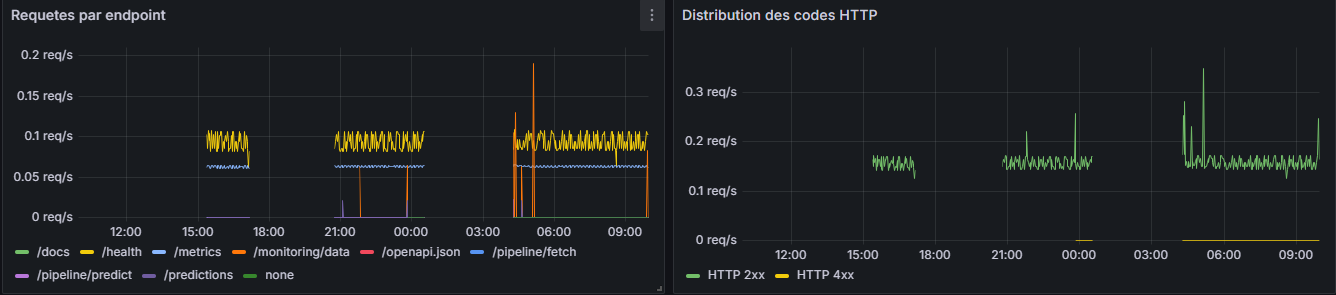 Requetes par endpoint
0.2 req/s
0.15 req/s
0.1 req/s
0.05 req/s
0 req/s
12:00 15:00 18:00 21:00 00:00 03:00 06:00 09:00
/docs /health /metrics /monitoring/data /openapi.json /pipeline/fetch
/pipeline/predict /predictions none
Distribution des codes HTTP
0.3 req/s
0.2 req/s
0.1 req/s
0 req/s
12:00 15:00 18:00 21:00 00:00 03:00 06:00 09:00
HTTP 2xx HTTP 4xx